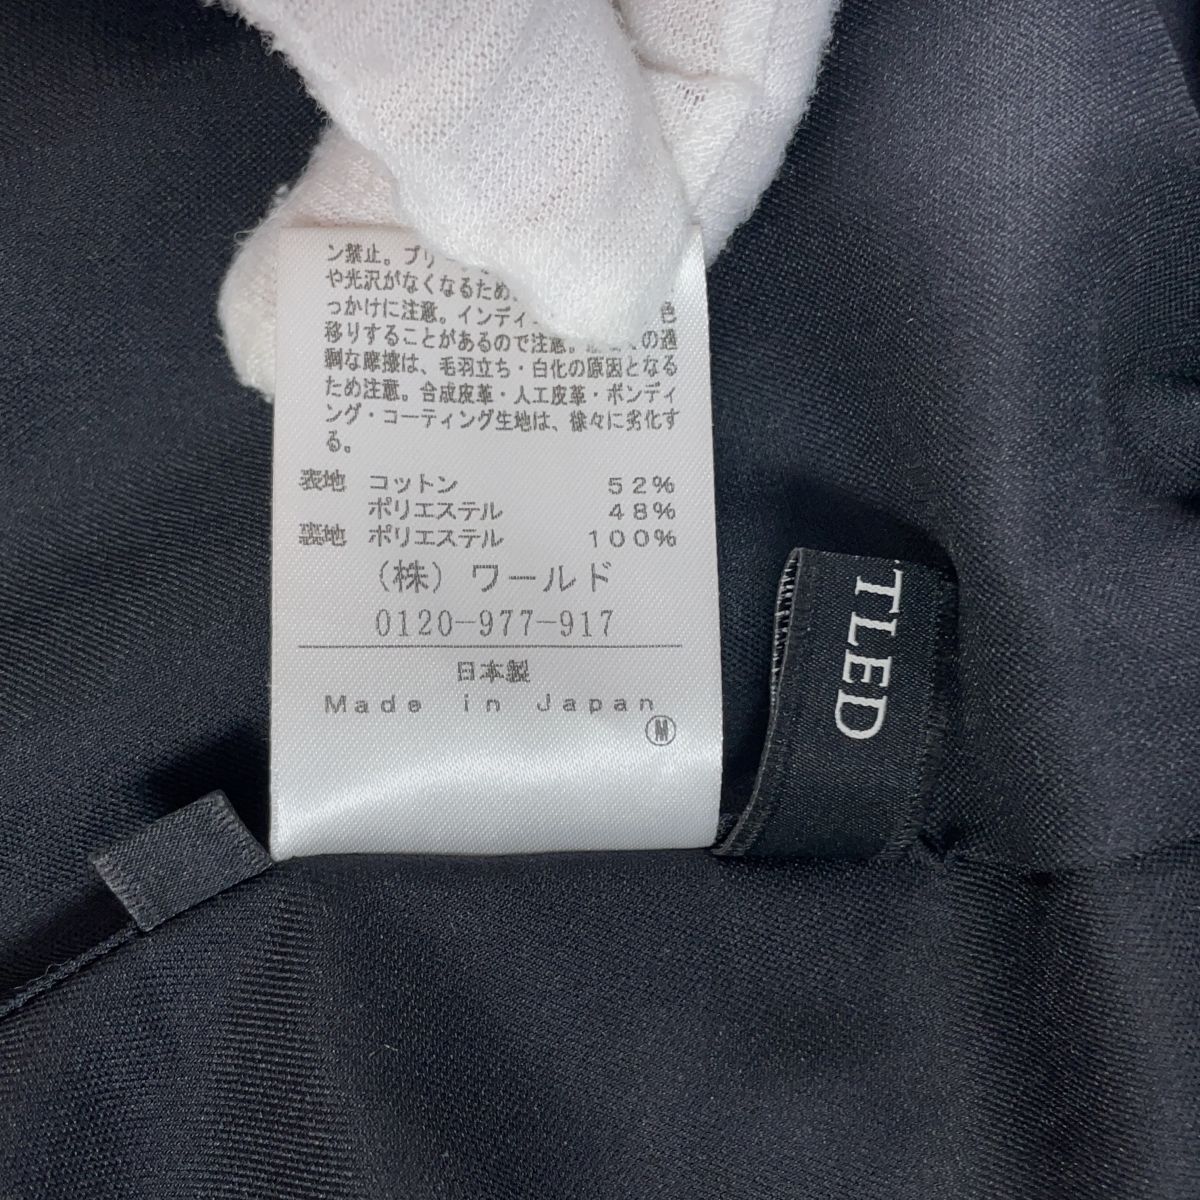 ン禁止。プリ
や光沢がなくなるため、
っかけに注意。インディ 色
移りすることがあるので注意。 の過
剰な摩擦は、毛羽立ち・白化の原因となる
ため注意。合成皮革・人工皮革・ボンディ
ング・コーティング生地は、徐々に劣化す
る。
表地 コットン 52%
ポリエステル 48%
裏地 ポリエステル 100%
(株)ワールド
0120-977-917
日本製
Made in Japan
Ⓜ
TLED